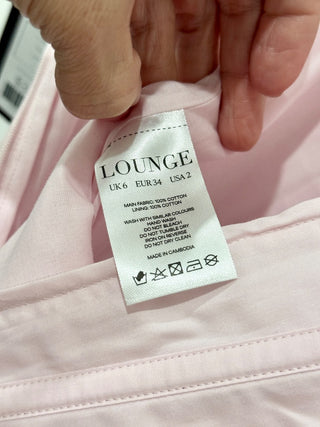 LOUNGE
UK 6 EUR 34 USA 2
MAIN FABRIC: 100% COTTON
LINING: 100% COTTON
WASH WITH SIMILAR COLOURS
HAND WASH
DO NOT BLEACH
DO NOT TUMBLE DRY
IRON ON REVERSE
DO NOT DRY CLEAN
MADE IN CAMBODIA